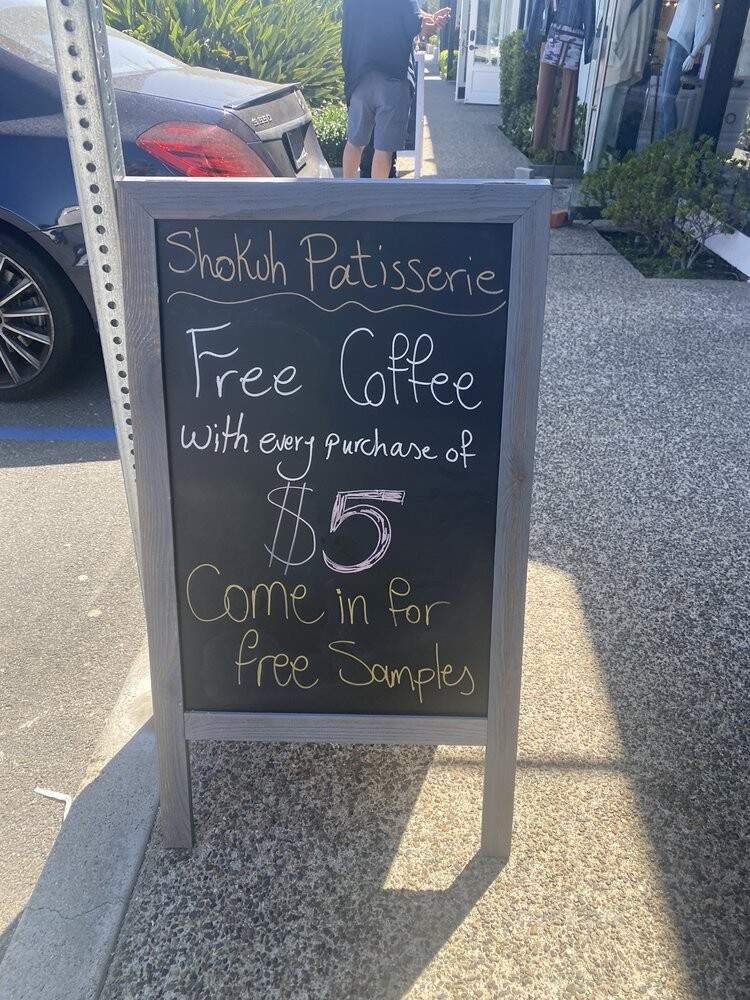 Shokuh Patisserie
Free Coffee
with every purchase of
$5
Come in for
free Samples